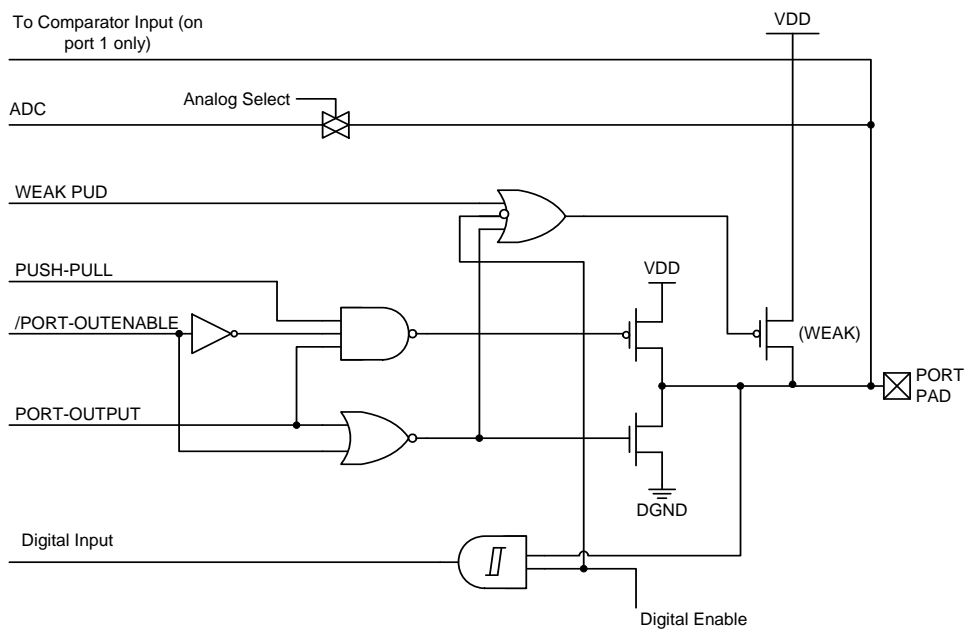 To Comparator Input (on
port 1 only)
VDD
Analog Select
ADC
WEAK PUD
PUSH-PULL
VDD
/PORT-OUTENABLE
(WEAK)
PORT
PAD
PORT-OUTPUT
DGND
Digital Input
Digital Enable